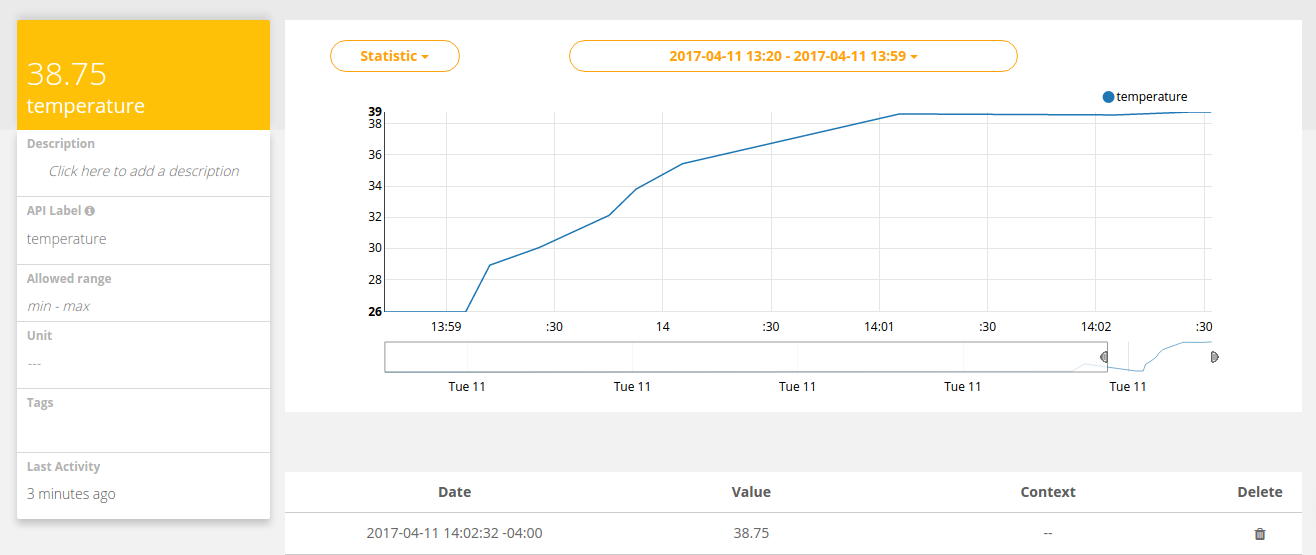 38.75
temperature
Description
Click here to add a description
API Label
temperature
Allowed range
min - max
Unit
---
Tags
Last Activity
3 minutes ago
Statistic
2017-04-11 13:20 - 2017-04-11 13:59
temperature
39
38
36
34
32
30
28
26
13:59 :30 14 :30 14:01 :30 14:02 :30
Tue 11 Tue 11 Tue 11 Tue 11 Tue 11
Date Value Context Delete
2017-04-11 14:02:32 -04:00 38.75 --